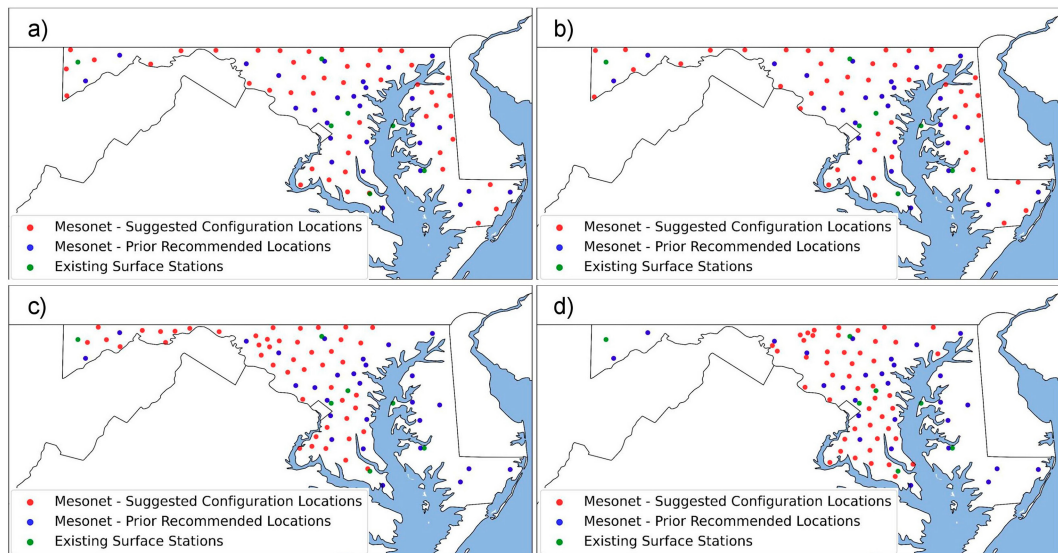 a)
Mesonet - Suggested Configuration Locations
Mesonet - Prior Recommended Locations
Existing Surface Stations
b)
Mesonet - Suggested Configuration Locations
Mesonet - Prior Recommended Locations
Existing Surface Stations
c)
Mesonet - Suggested Configuration Locations
Mesonet - Prior Recommended Locations
Existing Surface Stations
d)
Mesonet - Suggested Configuration Locations
Mesonet - Prior Recommended Locations
Existing Surface Stations